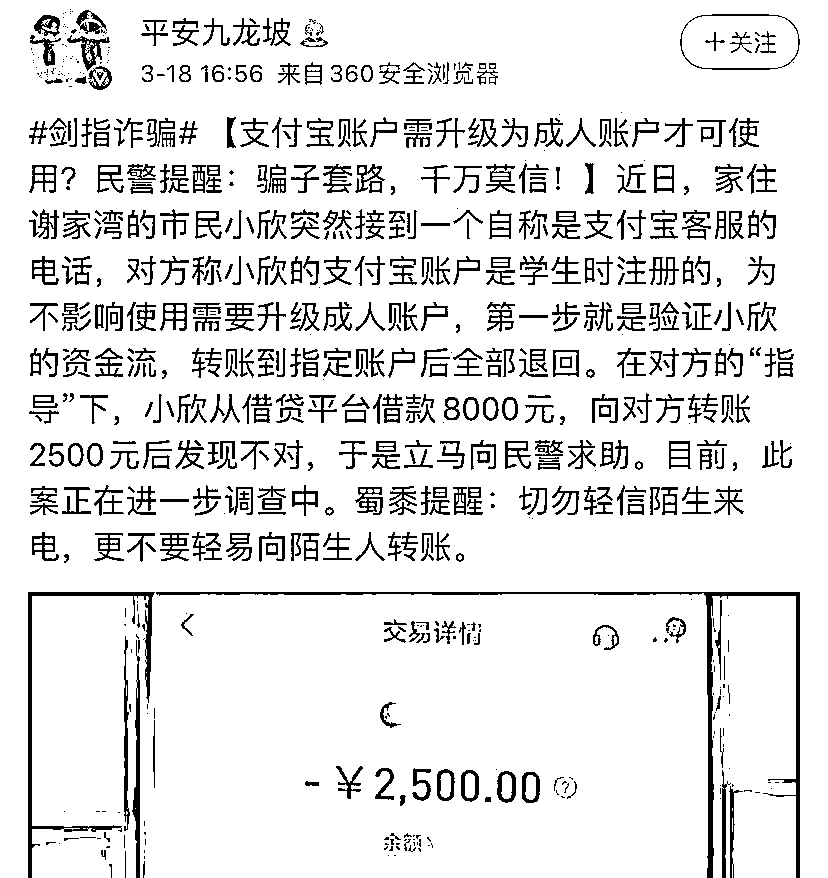 平安九龙坡
3-18 16:56 来自360安全浏览器
+关注
#剑指诈骗# 【支付宝账户需升级为成人账户才可使
用？民警提醒：骗子套路，千万莫信！】近日，家住
谢家湾的市民小欣突然接到一个自称是支付宝客服的
电话，对方称小欣的支付宝账户是学生时注册的，为
不影响使用需要升级成人账户，第一步就是验证小欣
的资金流，转账到指定账户后全部退回。在对方的“指
导”下，小欣从借贷平台借款8000元，向对方转账
2500元后发现不对，于是立马向民警求助。目前，此
案正在进一步调查中。蜀黍提醒：切勿轻信陌生来
电，更不要轻易向陌生人转账。
交易详情
-¥2,500.00
余额